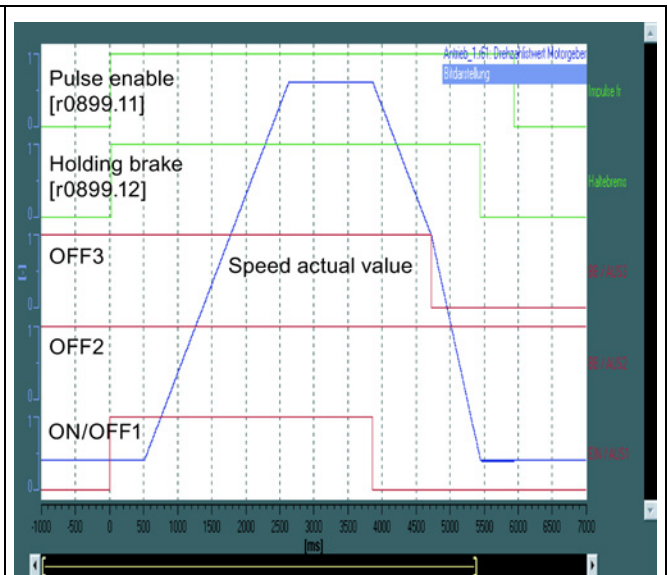 Antrieb_1.r61: Drehzahlistwert Motorgeber
Bildarstellung
1
Pulse enable
[r0899.11]
Impulse fr
0
1
Holding brake
[r0899.12]
Haltebrems
0
1
OFF3
Speed actual value
[-]
0
1
OFF2
0
1
ON/OFF1
0
-1000 -500 0 500 1000 1500 2000 2500 3000 3500 4000 4500 5000 5500 6000 6500 7000
[ms]